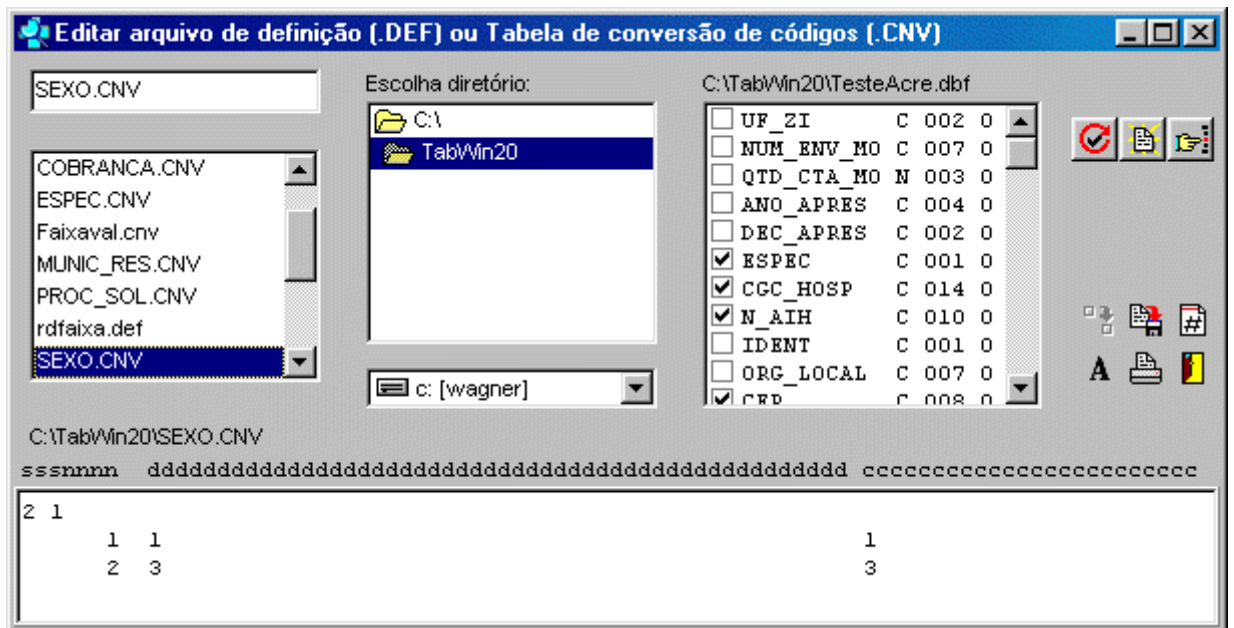 Editar arquivo de definição (.DEF) ou Tabela de conversão de códigos (.CNV)
SEXO.CNV
COBRANCA.CNV
ESPEC.CNV
Faixaval.cnv
MUNIC_RES.CNV
PROC_SOL.CNV
rdfaixa.def
SEXO.CNV
Escolha diretório:
C:\
TabWin20
c: [wagner]
C:\TabWin20\TesteAcre.dbf
UF_ZI C 002 0
NUM_ENV_MO C 007 0
QTD_CTA_MO N 003 0
ANO_APRES C 004 0
DEC_APRES C 002 0
ESPEC C 001 0
CGC_HOSP C 014 0
N_AIH C 010 0
IDENT C 001 0
ORG_LOCAL C 007 0
CEP C 008 0
#
A
C:\TabWin20\SEXO.CNV
sssnnnn dddddddddddddddddddddddddddddddddddddddddddddddddd cccccccccccccccccccccccc
2 1
1 1 1
2 3 3